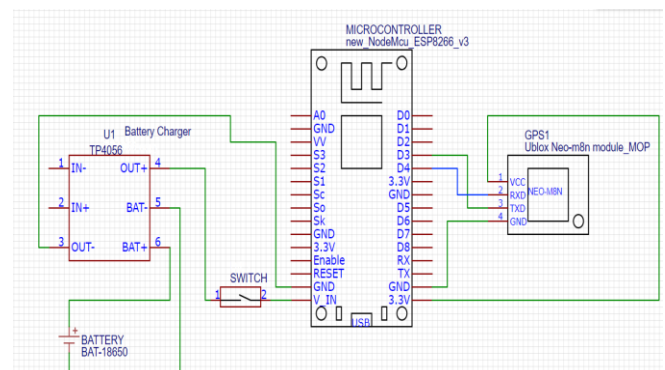 MICROCONTROLLER
new_NodeMcu_ESP8266_v3
U1 Battery Charger
TP4056
1 IN- OUT+ 4
2 IN+ BAT- 5
3 OUT- BAT+ 6
SWITCH
1 2
+
BATTERY
BAT-18650
A0 D0
GND D1
VV D2
S3 D3
S2 D4
S1 3.3V
Sc GND
So D5
Sk D6
GND D7
3.3V D8
Enable RX
RESET TX
GND GND
V_IN 3.3V
USB
GPS1
Ublox Neo-m8n module_MOP
1 VCC
2 RXD NEO-M8N
3 TXD
4 GND